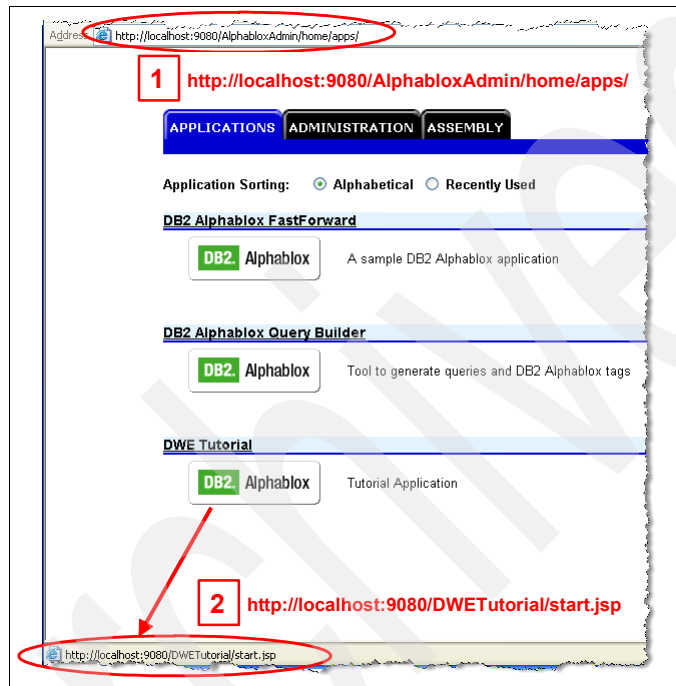 Address http://localhost:9080/AlphabloxAdmin/home/apps/
1 http://localhost:9080/AlphabloxAdmin/home/apps/
APPLICATIONS ADMINISTRATION ASSEMBLY
Application Sorting: Alphabetical Recently Used
DB2 Alphablox FastForward
DB2. Alphablox A sample DB2 Alphablox application
DB2 Alphablox Query Builder
DB2. Alphablox Tool to generate queries and DB2 Alphablox tags
DWE Tutorial
DB2. Alphablox Tutorial Application
2 http://localhost:9080/DWETutorial/start.jsp
http://localhost:9080/DWETutorial/start.jsp